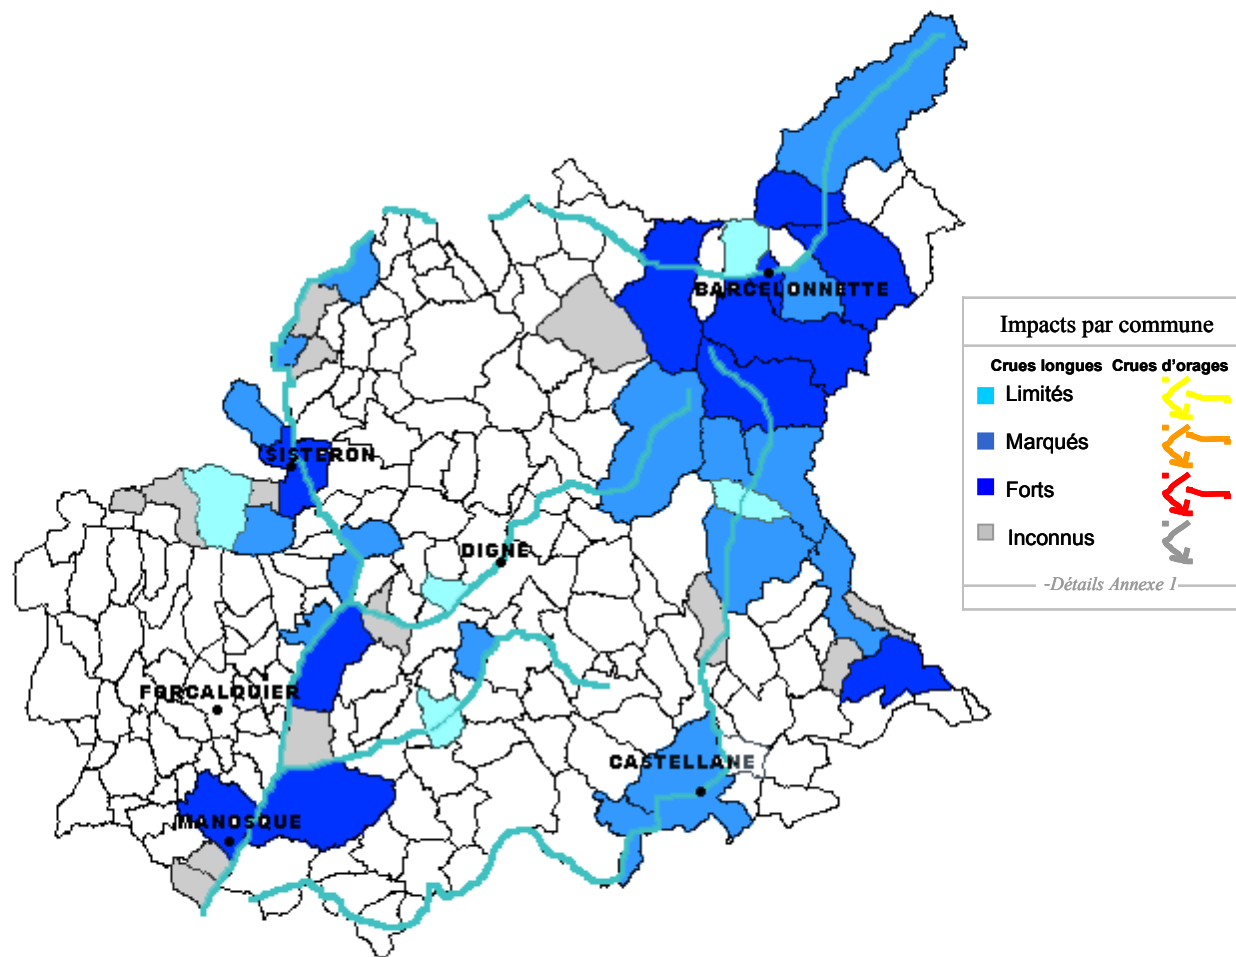 BARCELONNETTE
SISTERON
DIGNE
FORCALQUIER
CASTELLANE
MANOSQUE
Impacts par commune
Crues longues Crues d’orages
Limités
Marqués
Forts
Inconnus
-Détails Annexe 1